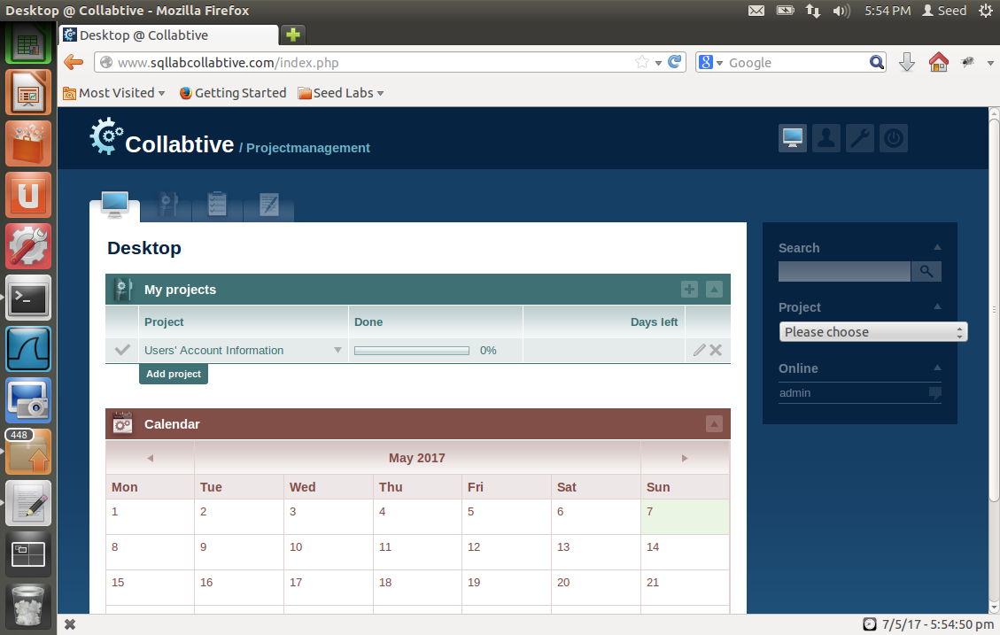 Desktop @ Collabtive - Mozilla Firefox
5:54 PM Seed
Desktop @ Collabtive
www.sqllabcollabtive.com/index.php
Google
Most Visited Getting Started Seed Labs
Collabtive / Projectmanagement
Desktop
My projects
Project Done Days left
Users' Account Information 0%
Add project
Calendar
May 2017
Mon Tue Wed Thu Fri Sat Sun
1 2 3 4 5 6 7
8 9 10 11 12 13 14
15 16 17 18 19 20 21
Search
Project
Please choose
Online
admin
448
7/5/17 - 5:54:50 pm